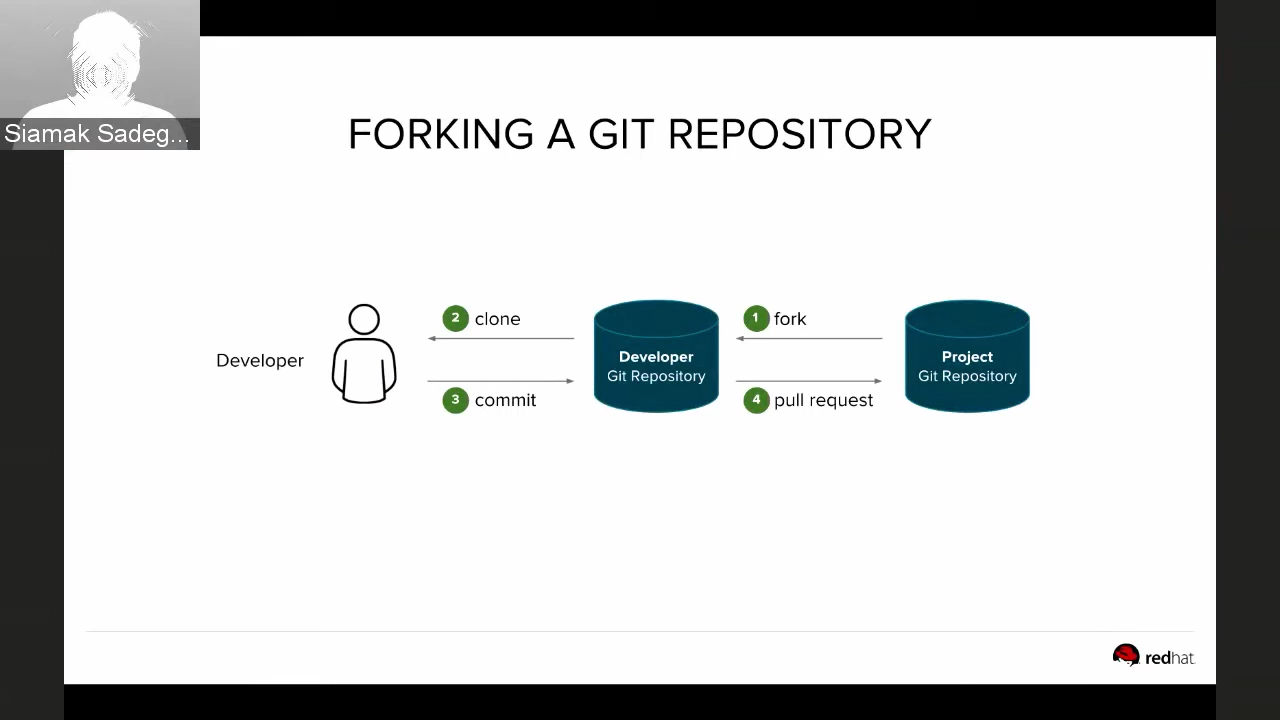 Siamak Sadeg...
FORKING A GIT REPOSITORY
2 clone
1 fork
Developer
Developer
Git Repository
Project
Git Repository
3 commit
4 pull request
redhat.